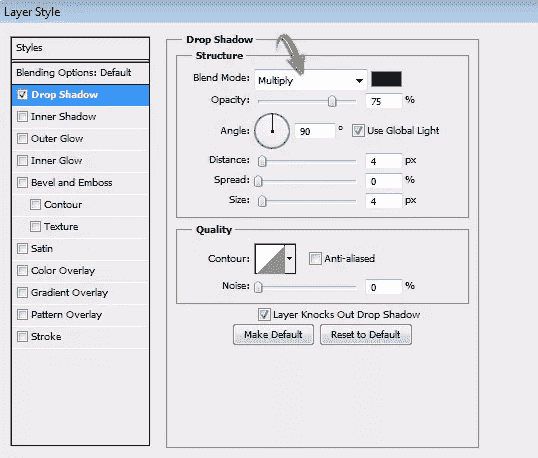 Layer Style
Styles
Blending Options: Default
Drop Shadow
Inner Shadow
Outer Glow
Inner Glow
Bevel and Emboss
Contour
Texture
Satin
Color Overlay
Gradient Overlay
Pattern Overlay
Stroke
Drop Shadow
Structure
Blend Mode: Multiply
Opacity: 75 %
Angle: 90 ° Use Global Light
Distance: 4 px
Spread: 0 %
Size: 4 px
Quality
Contour: Anti-aliased
Noise: 0 %
Layer Knocks Out Drop Shadow
Make Default Reset to Default